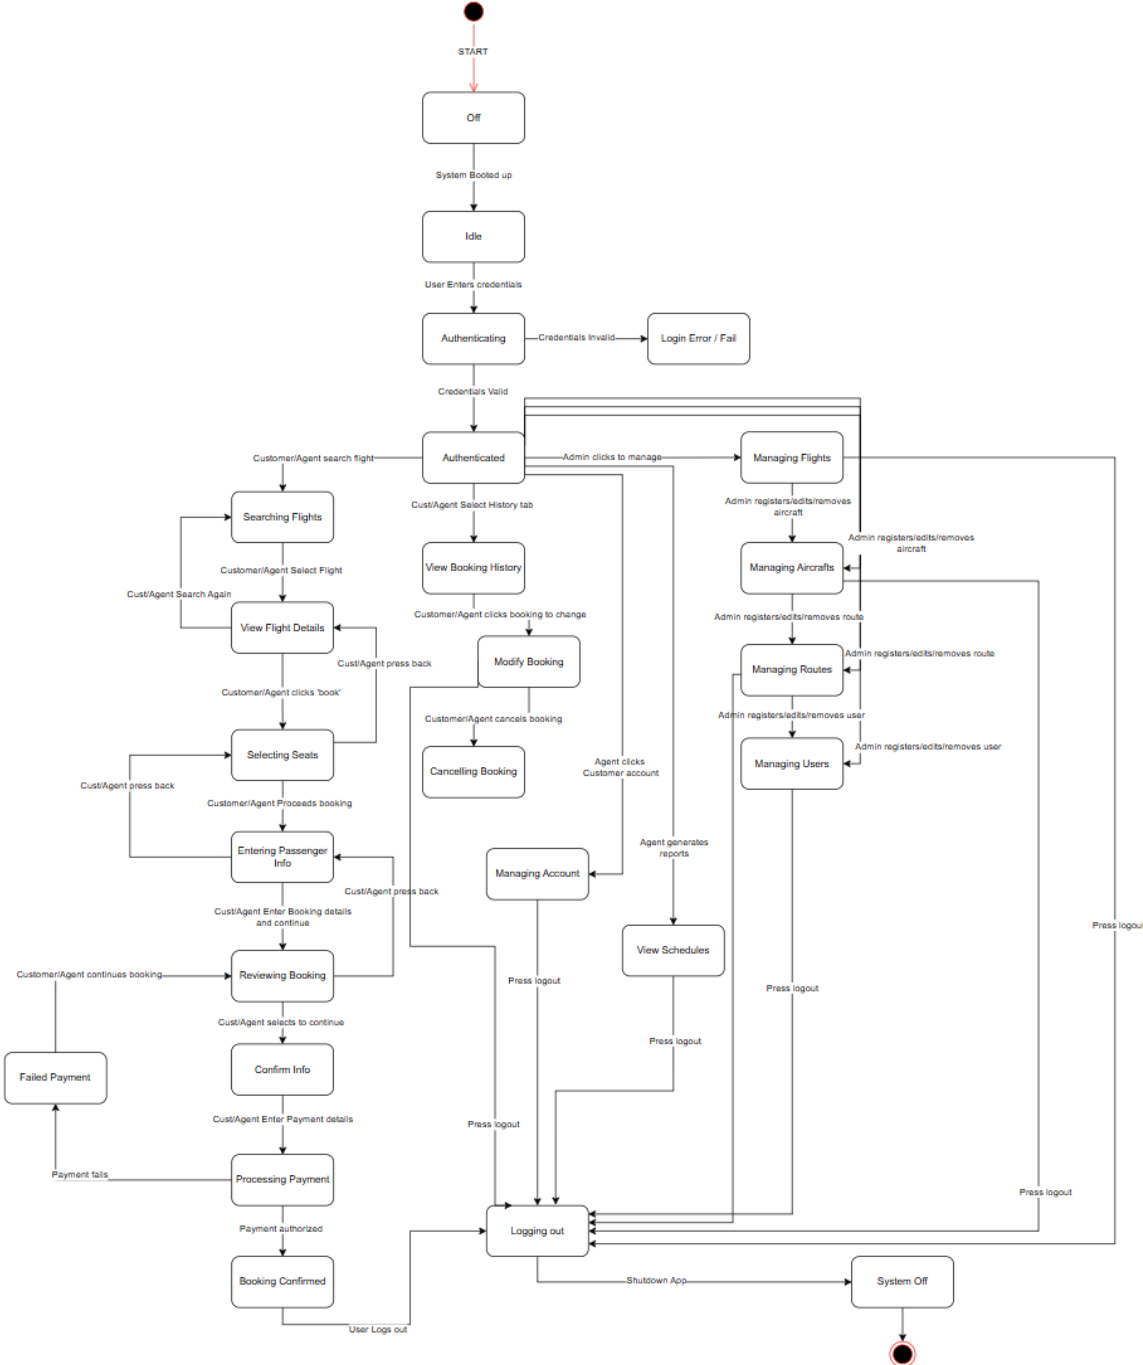 START
Off
System Booted up
Idle
User Enters credentials
Authenticating
Credentials Invalid
Login Error / Fail
Credentials Valid
Customer/Agent search flight
Authenticated
Admin clicks to manage
Managing Flights
Searching Flights
Cust/Agent Select History tab
Admin registers/edits/removes
aircraft
Admin registers/edits/removes
aircraft
Customer/Agent Select Flight
View Booking History
Managing Aircrafts
Cust/Agent Search Again
Customer/Agent clicks booking to change
Admin registers/edits/removes route
View Flight Details
Cust/Agent press back
Modify Booking
Managing Routes
Admin registers/edits/removes route
Customer/Agent clicks 'book'
Customer/Agent cancels booking
Admin registers/edits/removes user
Selecting Seats
Cancelling Booking
Agent clicks
Customer account
Managing Users
Admin registers/edits/removes user
Cust/Agent press back
Customer/Agent Proceeds booking
Entering Passenger
Info
Agent generates
reports
Managing Account
Cust/Agent press back
Cust/Agent Enter Booking details
and continue
Press logou
View Schedules
Customer/Agent continues booking
Reviewing Booking
Press logout
Press logout
Cust/Agent selects to continue
Press logout
Failed Payment
Confirm Info
Cust/Agent Enter Payment details
Press logout
Payment fails
Processing Payment
Press logout
Payment authorized
Logging out
Booking Confirmed
Shutdown App
System Off
User Logs out